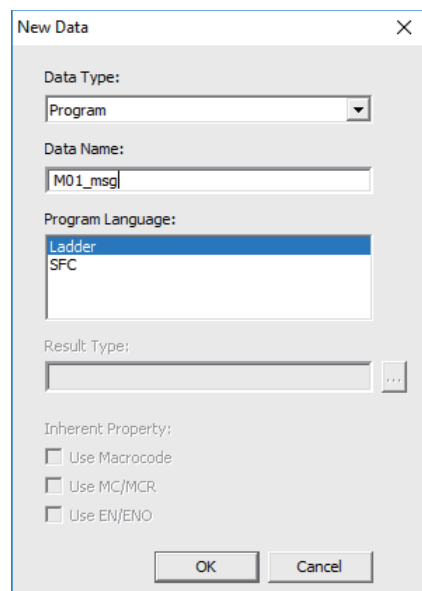 New Data
Data Type:
Program
Data Name:
M01_msg
Program Language:
Ladder
SFC
Result Type:
...
Inherent Property:
Use Macrocode
Use MC/MCR
Use EN/ENO
OK Cancel